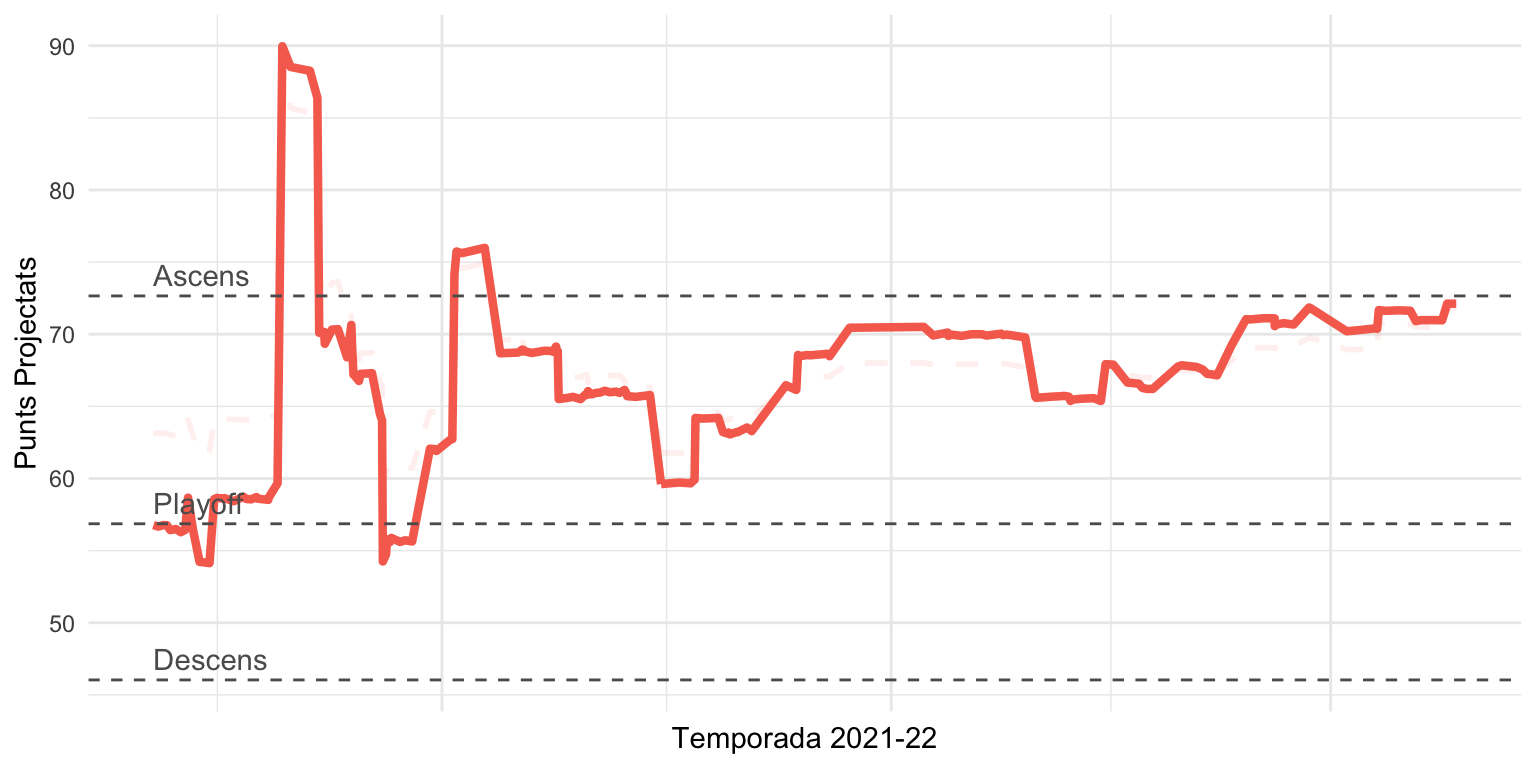 90
80
70
60
50
Punts Projectats
Ascens
Playoff
Descens
Temporada 2021-22